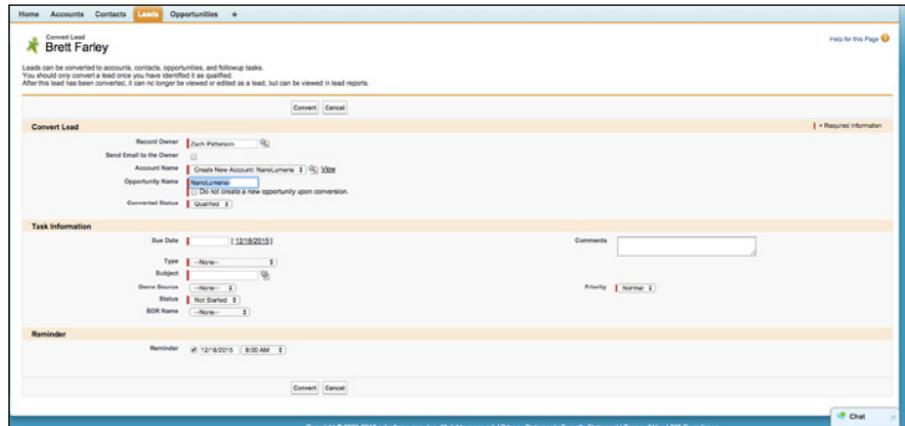 Home Accounts Contacts Leads Opportunities +
Convert Lead
Brett Farley
Help for this Page
Leads can be converted to accounts, contacts, opportunities, and followup tasks.
You should only convert a lead once you have identified it as qualified.
After this lead has been converted, it can no longer be viewed or edited as a lead, but can be viewed in lead reports.
Convert Cancel
Convert Lead = Required Information
Record Owner Zach Patterson
Send Email to the Owner
Account Name Create New Account: NanoLumens View
Opportunity Name NanoLumens-
Do not create a new opportunity upon conversion.
Converted Status Qualified
Task Information
Due Date [ 12/18/2015 ] Comments
Type --None--
Subject
Demo Source --None-- Priority Normal
Status Not Started
BDR Name --None--
Reminder
Reminder 12/18/2015 8:00 AM
Convert Cancel
Chat